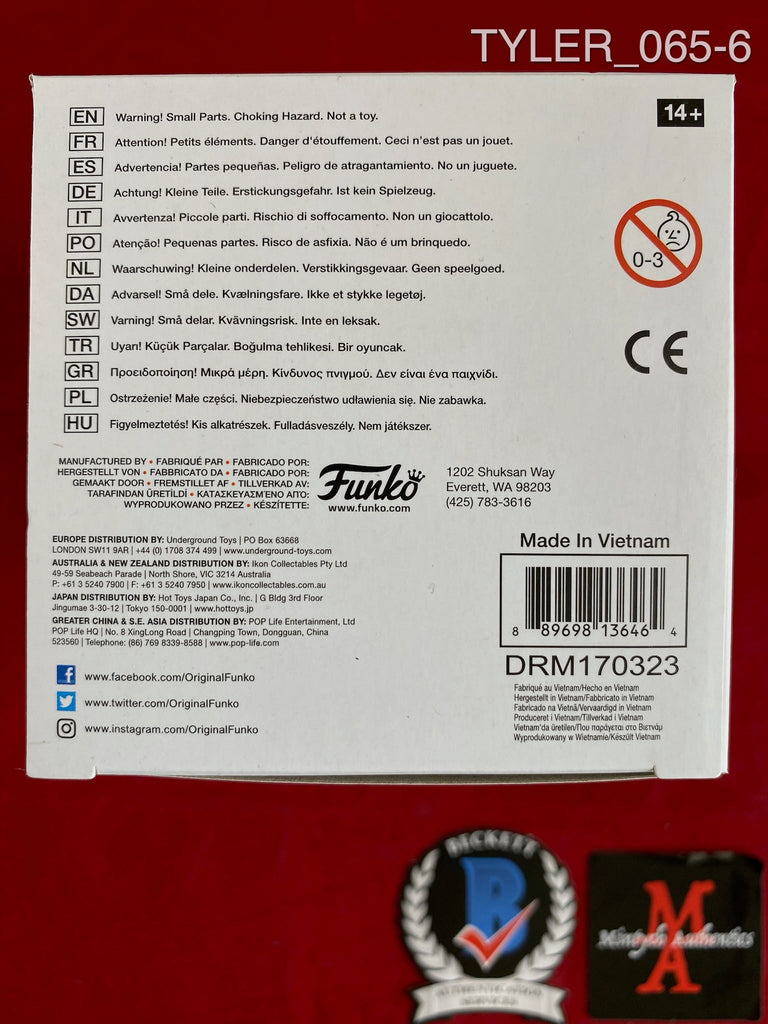 TYLER_065-6
EN Warning! Small Parts. Choking Hazard. Not a toy.
14+
FR Attention! Petits éléments. Danger d'étouffement. Ceci n'est pas un jouet.
ES Advertencia! Partes pequeñas. Peligro de atragantamiento. No un juguete.
DE Achtung! Kleine Teile. Erstickungsgefahr. Ist kein Spielzeug.
IT Avvertenza! Piccole parti. Rischio di soffocamento. Non un giocattolo.
PO Atenção! Pequenas partes. Risco de asfixia. Não é um brinquedo.
NL Waarschuwing! Kleine onderdelen. Verstikkingsgevaar. Geen speelgoed.
DA Advarsel! Små dele. Kvælningsfare. Ikke et stykke legetøj.
SW Varning! Små delar. Kvävningsrisk. Inte en leksak.
TR Uyarı! Küçük Parçalar. Boğulma tehlikesi. Bir oyuncak.
GR Προειδοποίηση! Μικρά μέρη. Κίνδυνος πνιγμού. Δεν είναι ένα παιχνίδι.
PL Ostrzeżenie! Małe części. Niebezpieczeństwo udławienia się. Nie zabawka.
HU Figyelmeztetés! Kis alkatrészek. Fulladásveszély. Nem játékszer.
0-3
CE
MANUFACTURED BY • FABRIQUÉ PAR • FABRICADO POR:
HERGESTELLT VON • FABBRICATO DA • FABRICADO POR:
GEMAAKT DOOR • FREMSTILLET AF • TILLVERKAD AV:
TARAFINDAN ÜRETİLDİ • ΚΑΤΑΣΚΕΥΑΣΜΈΝΟ ΑΠΌ:
WYPRODUKOWANO PRZEZ • KÉSZÍTETTE:
Funko
www.funko.com
1202 Shuksan Way
Everett, WA 98203
(425) 783-3616
EUROPE DISTRIBUTION BY: Underground Toys | PO Box 63668
LONDON SW11 9AR | +44 (0) 1708 374 499 | www.underground-toys.com
AUSTRALIA & NEW ZEALAND DISTRIBUTION BY: Ikon Collectables Pty Ltd
49-59 Seabeach Parade | North Shore, VIC 3214 Australia
P: +61 3 5240 7900 | F: +61 3 5240 7950 | www.ikoncollectables.com.au
JAPAN DISTRIBUTION BY: Hot Toys Japan Co., Inc. | G Bldg 3rd Floor
Jingumae 3-30-12 | Tokyo 150-0001 | www.hottoys.jp
GREATER CHINA & S.E. ASIA DISTRIBUTION BY: POP Life Entertainment, Ltd
POP Life HQ | No. 8 XingLong Road | Changping Town, Dongguan, China
523560 | Telephone: (86) 769 8339-8588 | www.pop-life.com
www.facebook.com/OriginalFunko
www.twitter.com/OriginalFunko
www.instagram.com/OriginalFunko
Made In Vietnam
8 89698 13646 4
DRM170323
Fabriqué au Vietnam/Hecho en Vietnam
Hergestellt in Vietnam/Fabbricato in Vietnam
Fabricado na Vietnã/Vervaardigd in Vietnam
Produceret i Vietnam/Tillverkad i Vietnam
Vietnam'da üretilen/Που παράγεται στο Βιετνάμ
Wyprodukowany w Wietnamie/Készült Vietnam
BECKETT
B
AUTHENTICATION
SERVICES
MA
Miniyah Authentics